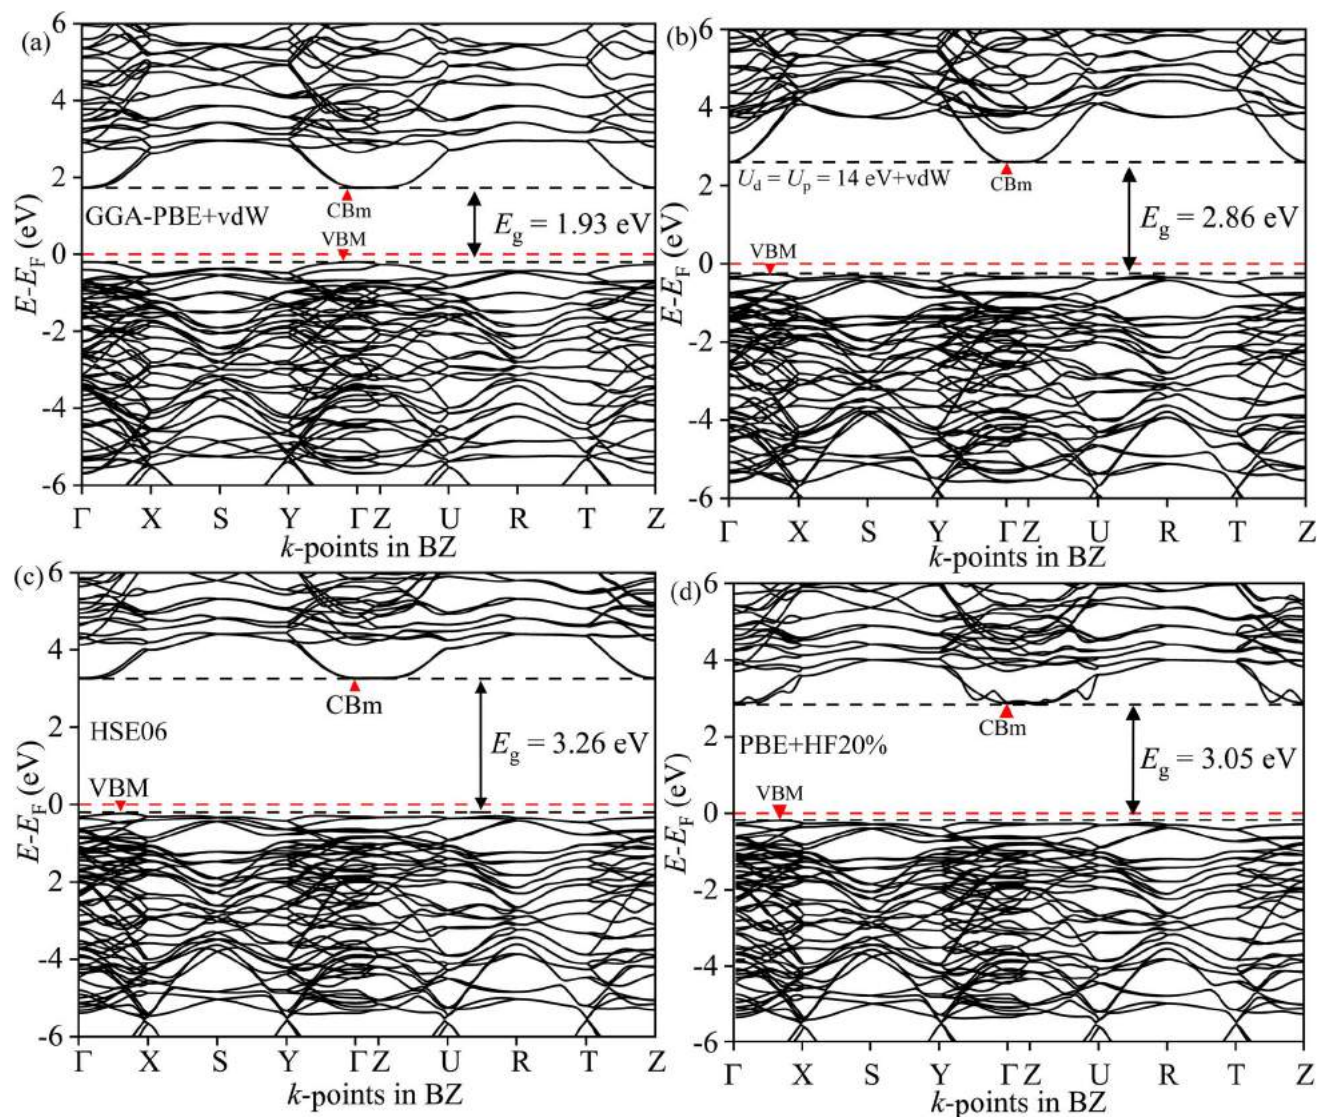 (a)
6
4
2
0
-2
-4
-6
E-E_F (eV)
CBm
GGA-PBE+vdW
E_g = 1.93 eV
VBM
Γ X S Y Γ Z U R T Z
k-points in BZ
(b)
6
4
2
0
-2
-4
-6
E-E_F (eV)
U_d = U_p = 14 eV+vdW
CBm
E_g = 2.86 eV
VBM
Γ X S Y Γ Z U R T Z
k-points in BZ
(c)
6
4
2
0
2
-4
-6
E-E_F (eV)
CBm
HSE06
E_g = 3.26 eV
VBM
Γ X S Y Γ Z U R T Z
k-points in BZ
(d)
6
4
2
0
-2
-4
-6
E-E_F (eV)
CBm
PBE+HF20%
E_g = 3.05 eV
VBM
Γ X S Y Γ Z U R T Z
k-points in BZ